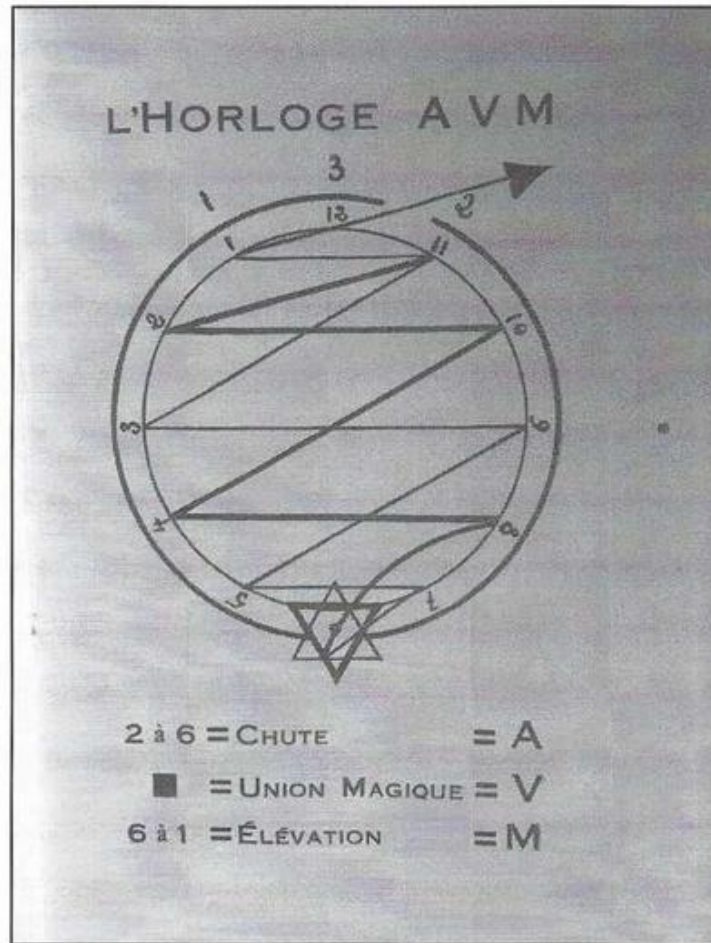 L'HORLOGE A V M
3
1 12 2
1 11
2 10
3 9
4 8
5 7
2 à 6 = CHUTE = A
■ = UNION MAGIQUE = V
6 à 1 = ÉLÉVATION = M